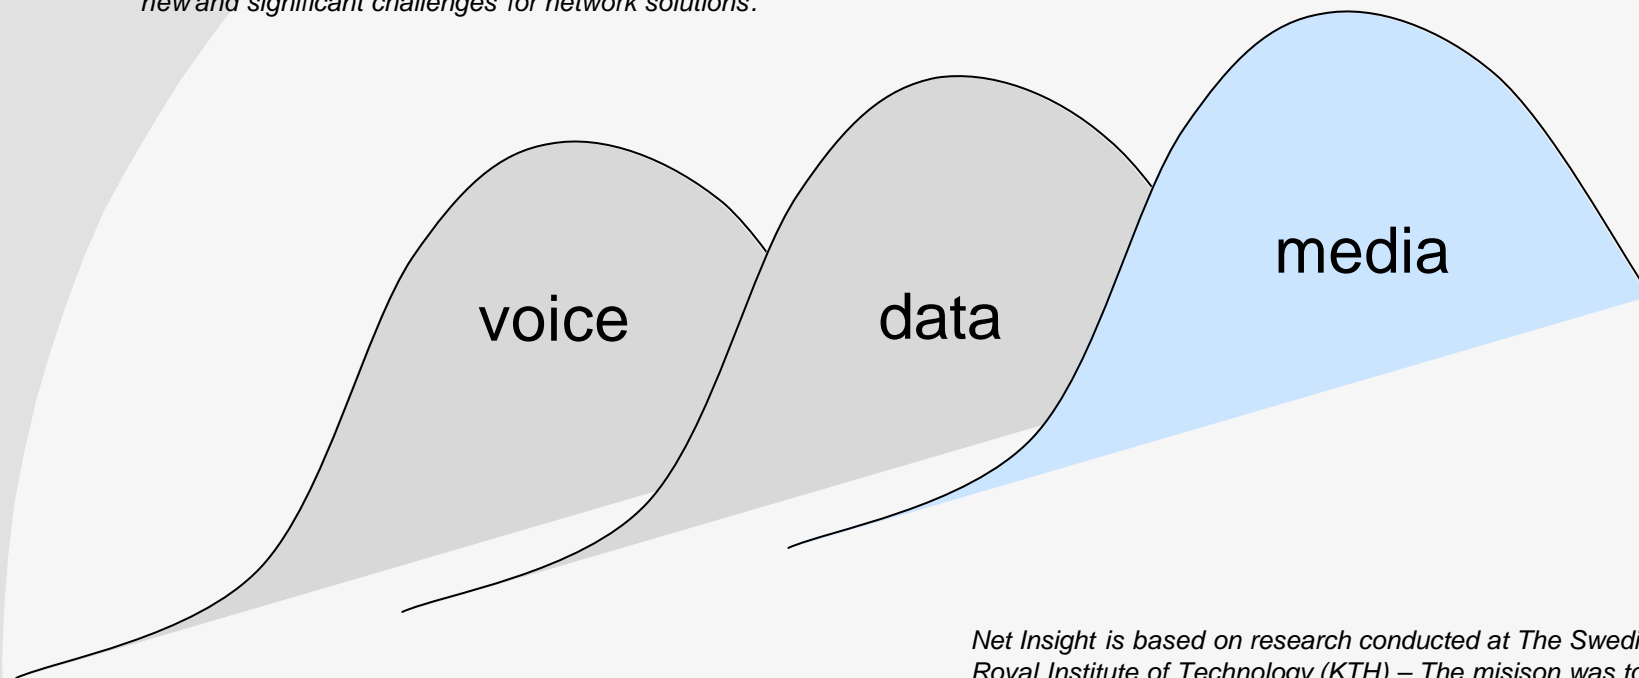 new and significant challenges for network solutions.
media
voice
data
Net Insight is based on research conducted at The Swedi
Royal Institute of Technology (KTH) – The misison was to